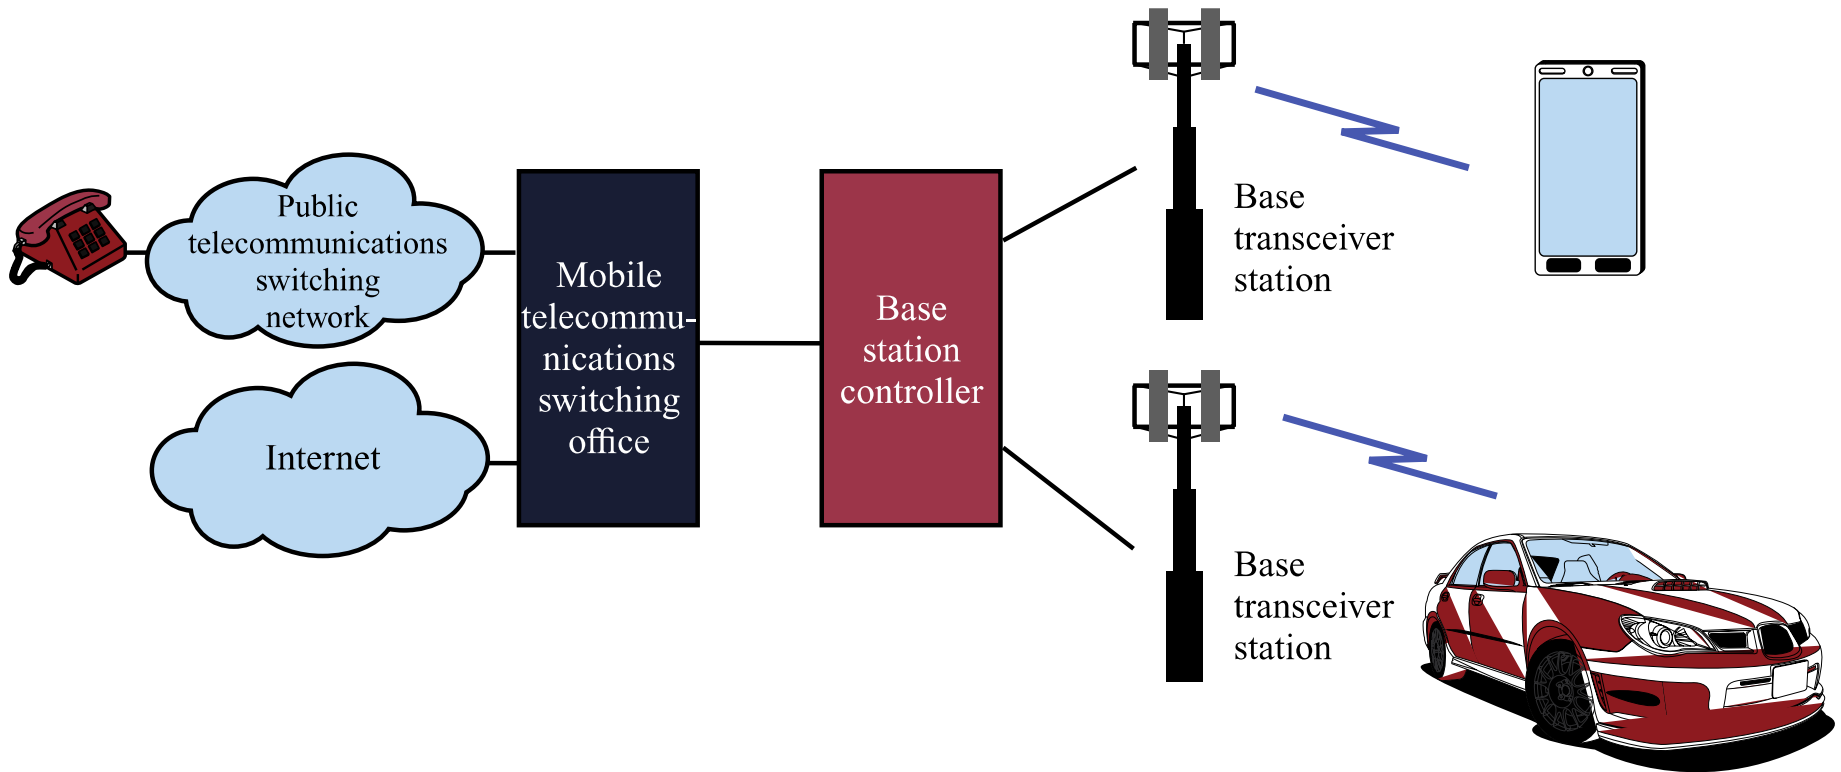 Public
telecommunications
switching
network
Internet
Mobile
telecommu-
nications
switching
office
Base
station
controller
Base
transceiver
station
Base
transceiver
station